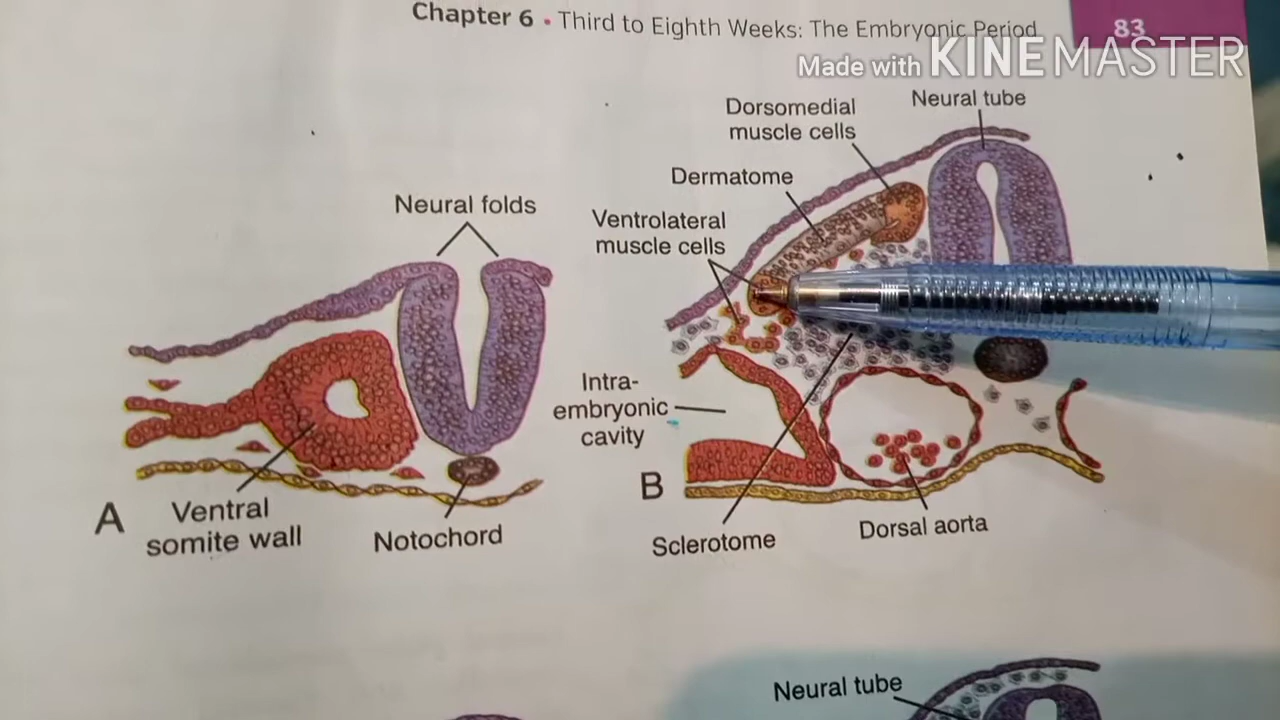 Chapter 6 • Third to Eighth Weeks: The Embryonic Period
83
Made with KINEMASTER
Dorsomedial
muscle cells
Neural tube
Dermatome
Ventrolateral
muscle cells
Neural folds
Intra-
embryonic
cavity
A
Ventral
somite wall
Notochord
B
Sclerotome
Dorsal aorta
Neural tube